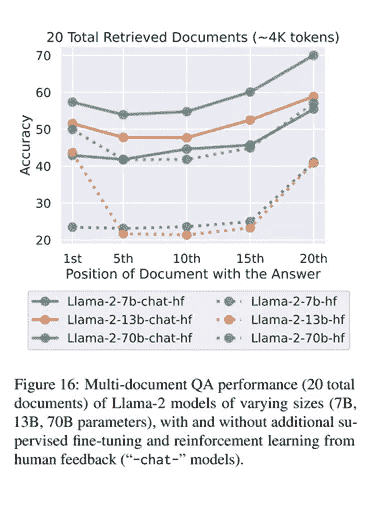 20 Total Retrieved Documents (~4K tokens)
70
60
50
40
30
20
Accuracy
1st 5th 10th 15th 20th
Position of Document with the Answer
Llama-2-7b-chat-hf Llama-2-7b-hf
Llama-2-13b-chat-hf Llama-2-13b-hf
Llama-2-70b-chat-hf Llama-2-70b-hf
Figure 16: Multi-document QA performance (20 total
documents) of Llama-2 models of varying sizes (7B,
13B, 70B parameters), with and without additional su-
pervised fine-tuning and reinforcement learning from
human feedback (“-chat-” models).